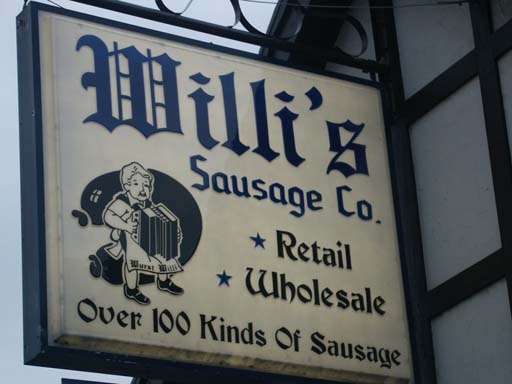 Willi's
Sausage Co.
Retail
Wholesale
Wurst Willi
Over 100 Kinds Of Sausage